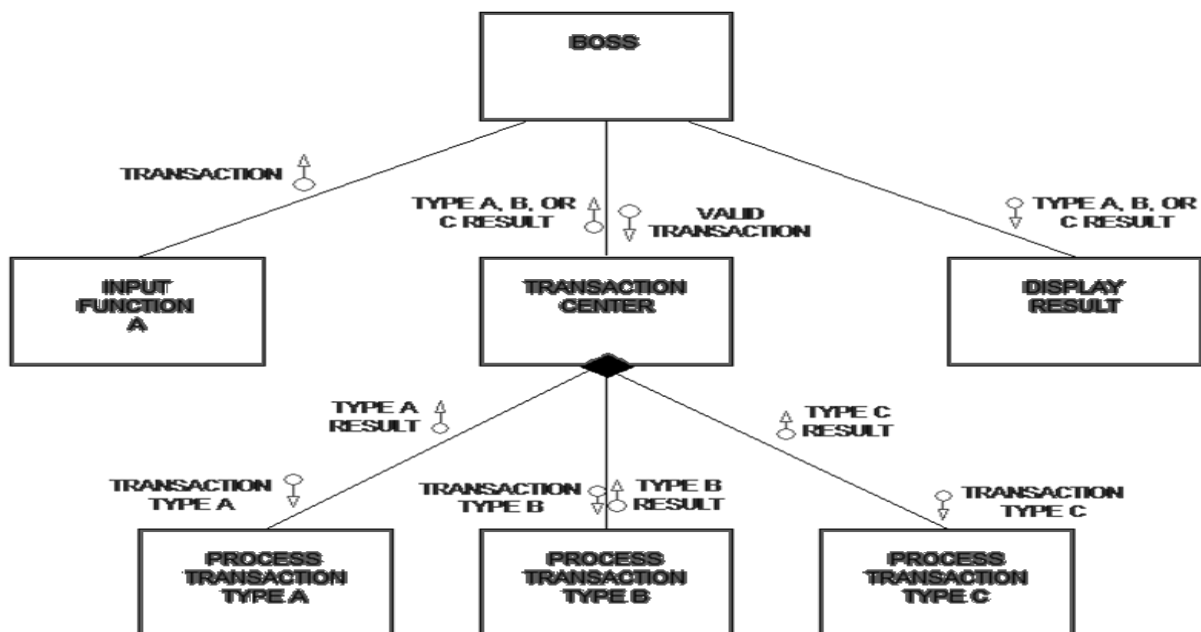 BOSS
TRANSACTION
TYPE A, B, OR
C RESULT
VALID
TRANSACTION
TYPE A, B, OR
C RESULT
INPUT
FUNCTION
A
TRANSACTION
CENTER
DISPLAY
RESULT
TYPE A
RESULT
TYPE C
RESULT
TRANSACTION
TYPE A
TRANSACTION
TYPE B
TYPE B
RESULT
TRANSACTION
TYPE C
PROCESS
TRANSACTION
TYPE A
PROCESS
TRANSACTION
TYPE B
PROCESS
TRANSACTION
TYPE C